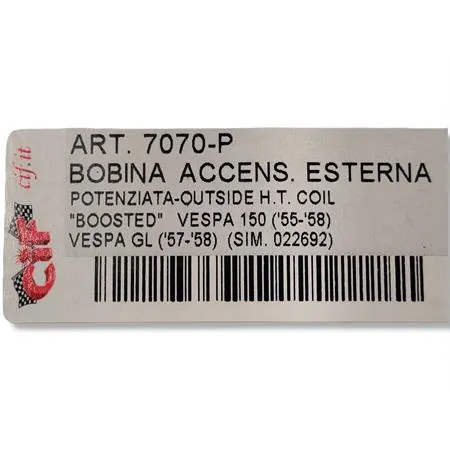 ART. 7070-P
BOBINA ACCENS. ESTERNA
POTENZIATA-OUTSIDE H.T. COIL
"BOOSTED" VESPA 150 ('55-'58)
VESPA GL ('57-'58) (SIM. 022692)
cif.it
CIF